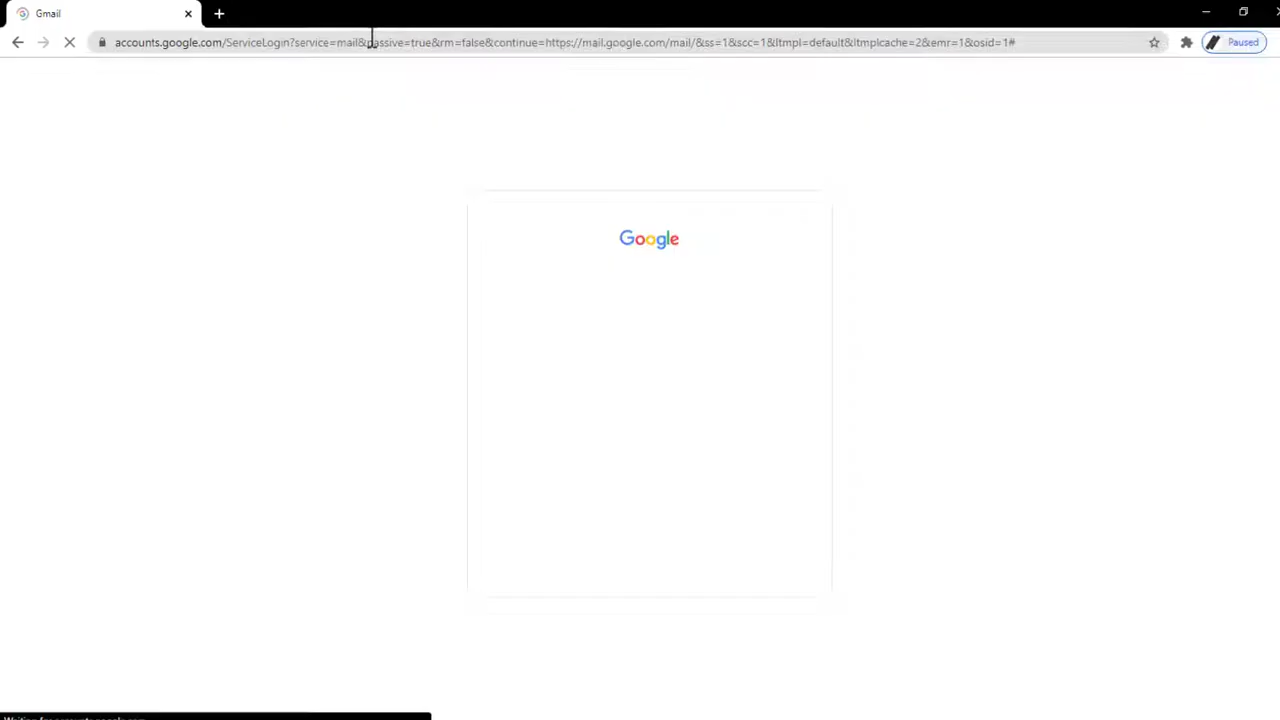 Gmail
accounts.google.com/ServiceLogin?service=mail&passive=true&rm=false&continue=https://mail.google.com/mail/&ss=1&scc=1&ltmpl=default&ltmplcache=2&emr=1&osid=1#
Paused
Google